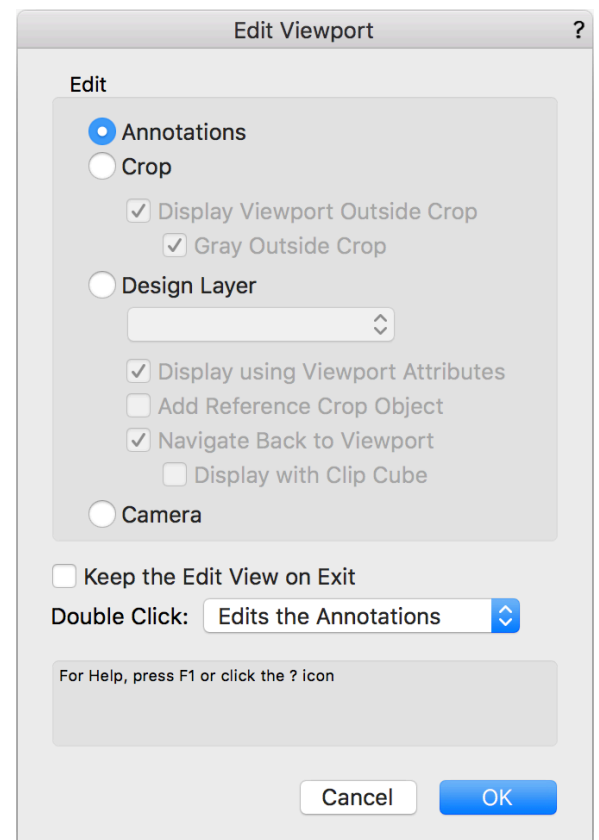 Edit Viewport ?
Edit
Annotations
Crop
Display Viewport Outside Crop
Gray Outside Crop
Design Layer
Display using Viewport Attributes
Add Reference Crop Object
Navigate Back to Viewport
Display with Clip Cube
Camera
Keep the Edit View on Exit
Double Click: Edits the Annotations
For Help, press F1 or click the ? icon
Cancel OK